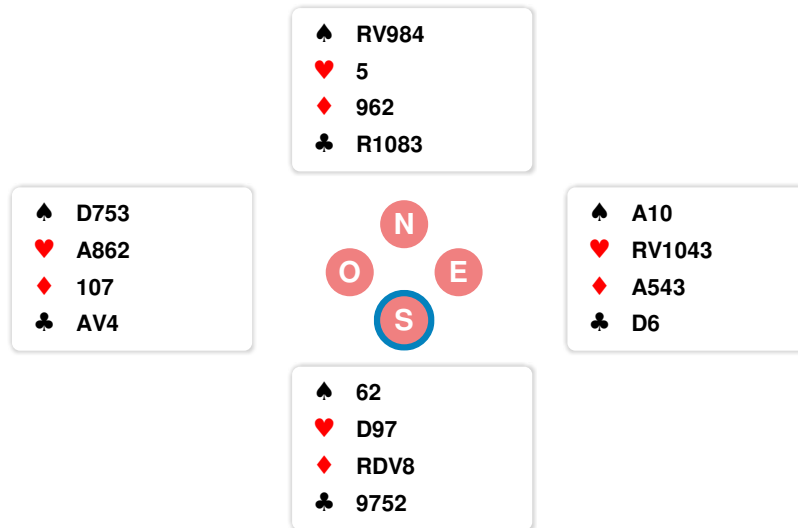 ♠ RV984
♥ 5
♦ 962
♣ R1083
♠ D753
♥ A862
♦ 107
♣ AV4
N
O E
S
♠ A10
♥ RV1043
♦ A543
♣ D6
♠ 62
♥ D97
♦ RDV8
♣ 9752